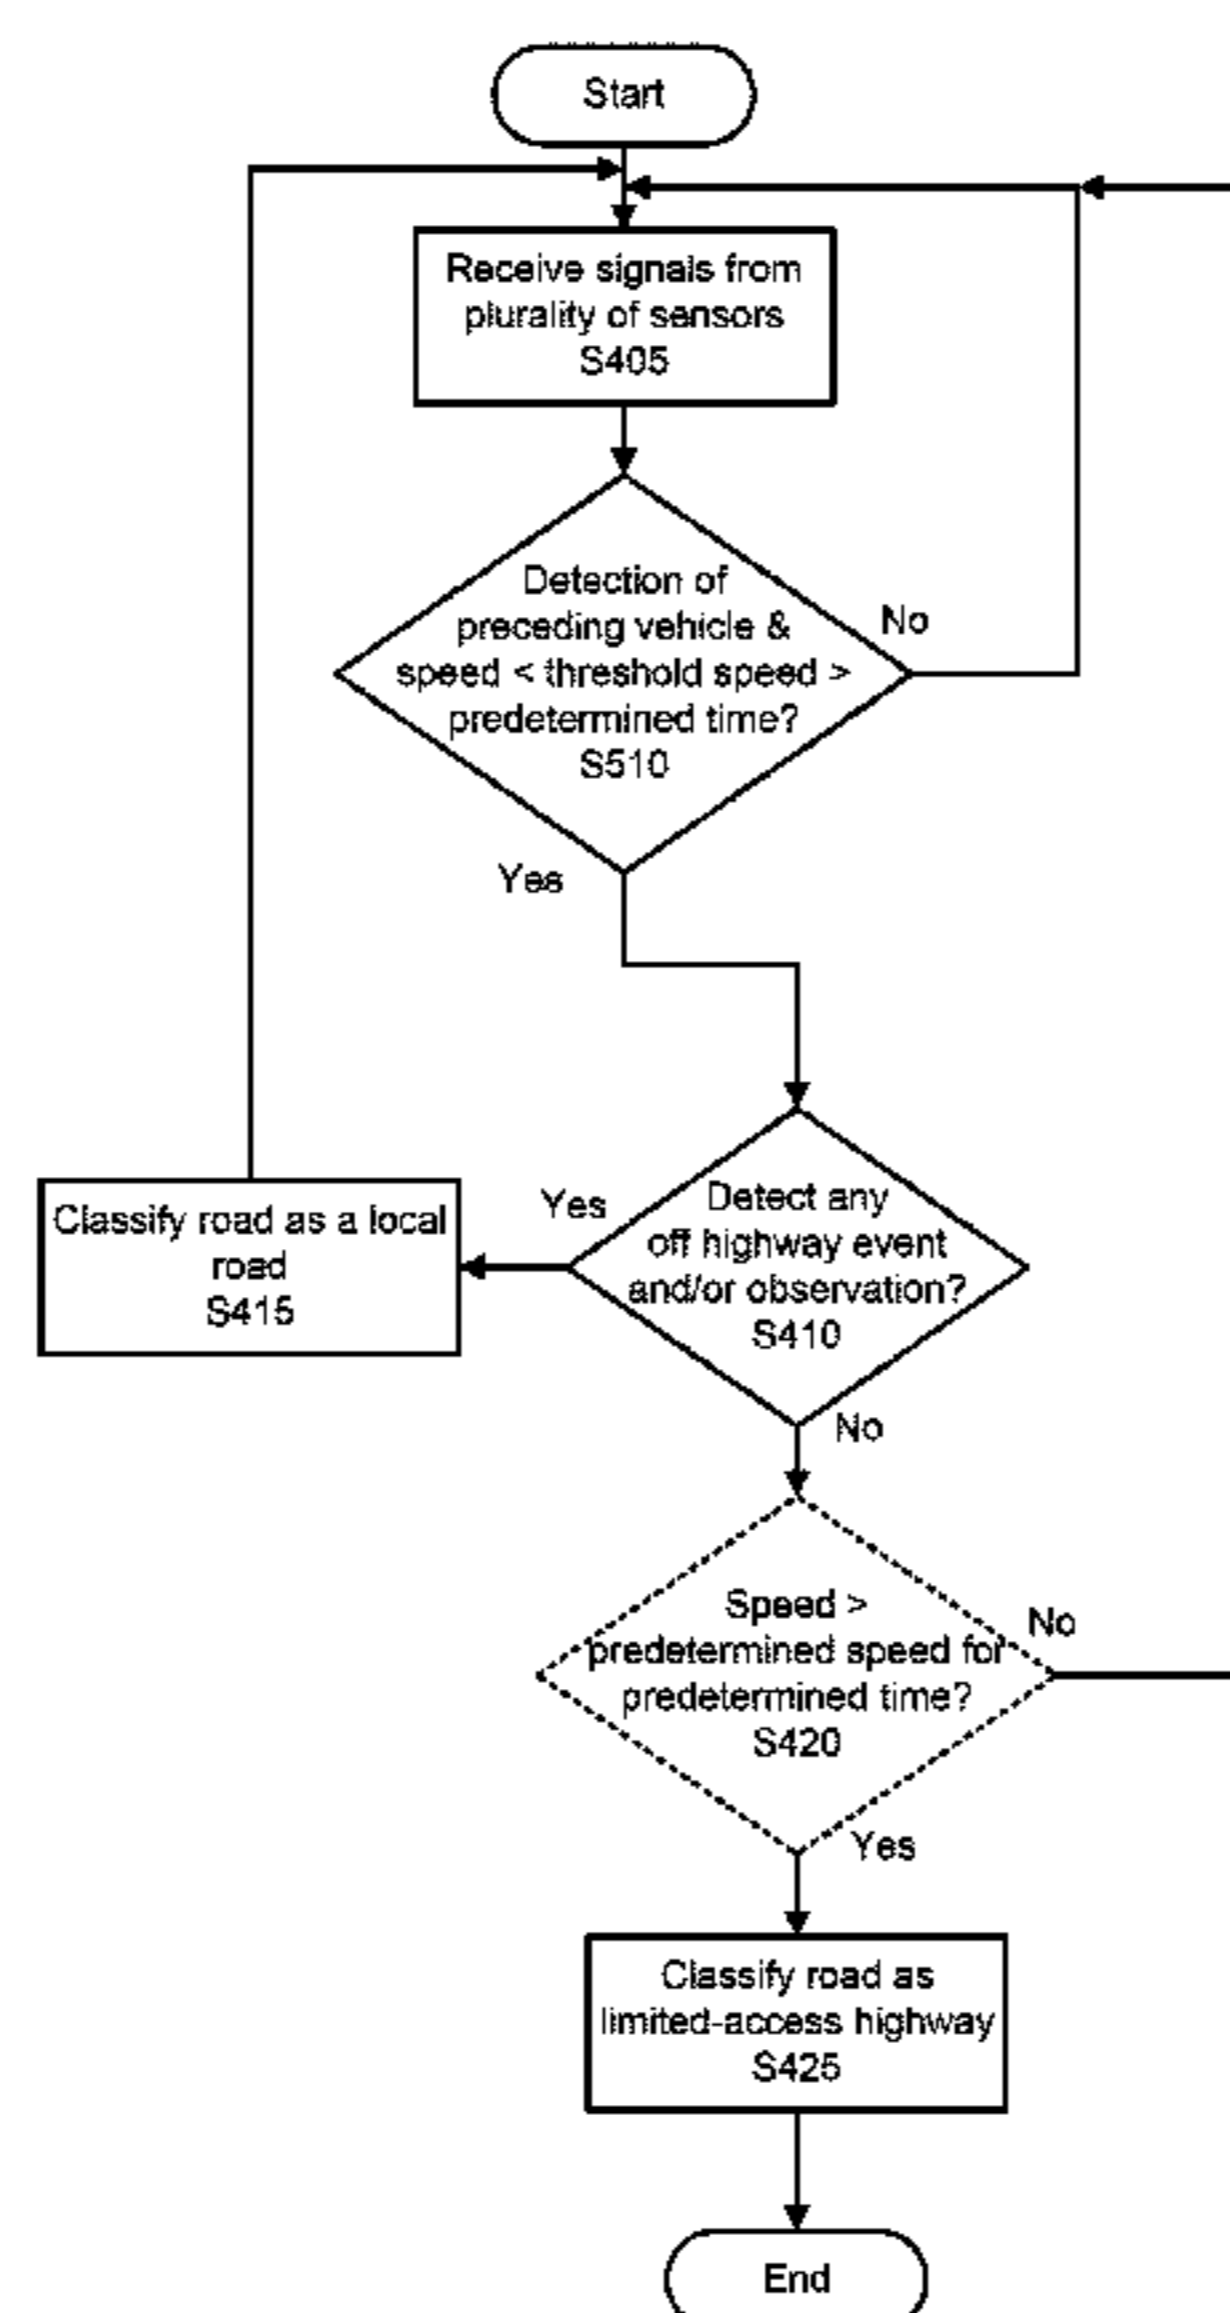 Start
Receive signals from
plurality of sensors
S405
Detection of
preceding vehicle &
speed < threshold speed >
predetermined time?
S510
No
Yes
Detect any
off highway event
and/or observation?
S410
Yes
Classify road as a local
road
S415
No
Speed >
predetermined speed for
predetermined time?
S420
No
Yes
Classify road as
limited-access highway
S425
End